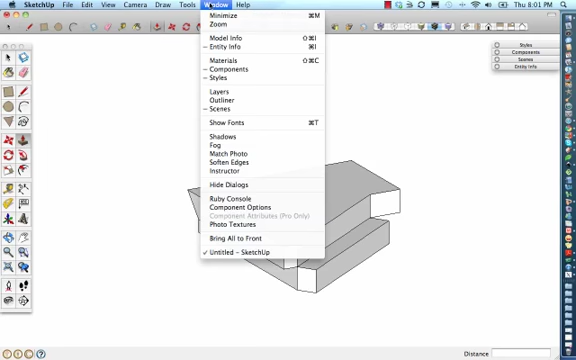 SketchUp File Edit View Camera Draw Tools Window Help
Thu 8:01 PM
Minimize ⌘M
Zoom
Model Info ⇧⌘I
– Entity Info ⌘I
Materials ⇧⌘C
– Components
– Styles
Layers
Outliner
– Scenes
Show Fonts ⌘T
Shadows
Fog
Match Photo
Soften Edges
Instructor
Hide Dialogs
Ruby Console
Component Options
Component Attributes (Pro Only)
Photo Textures
Bring All to Front
✓ Untitled – SketchUp
Styles
Components
Scenes
Entity Info
Distance